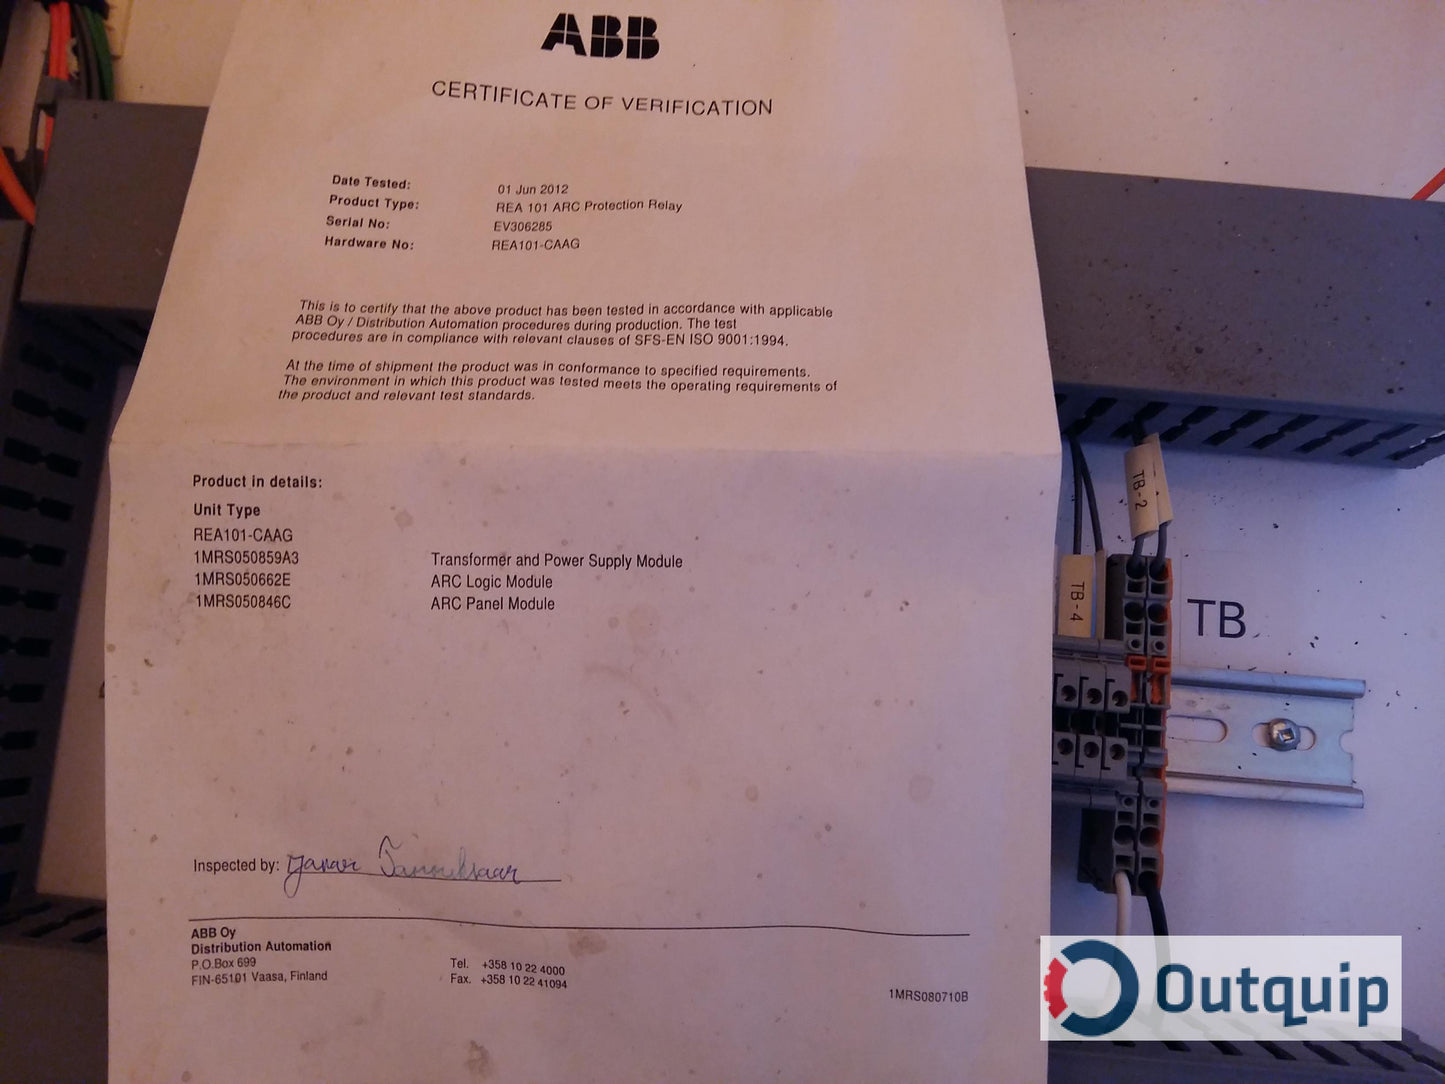 ABB
CERTIFICATE OF VERIFICATION
Date Tested: 01 Jun 2012
Product Type: REA 101 ARC Protection Relay
Serial No: EV306285
Hardware No: REA101-CAAG
This is to certify that the above product has been tested in accordance with applicable
ABB Oy / Distribution Automation procedures during production. The test
procedures are in compliance with relevant clauses of SFS-EN ISO 9001:1994.
At the time of shipment the product was in conformance to specified requirements.
The environment in which this product was tested meets the operating requirements of
the product and relevant test standards.
Product in details:
Unit Type
REA101-CAAG
1MRS050859A3 Transformer and Power Supply Module
1MRS050662E ARC Logic Module
1MRS050846C ARC Panel Module
Inspected by:
ABB Oy
Distribution Automation
P.O.Box 699
FIN-65101 Vaasa, Finland
Tel. +358 10 22 4000
Fax. +358 10 22 41094
1MRS080710B
TB-2
TB-4
TB
Outquip